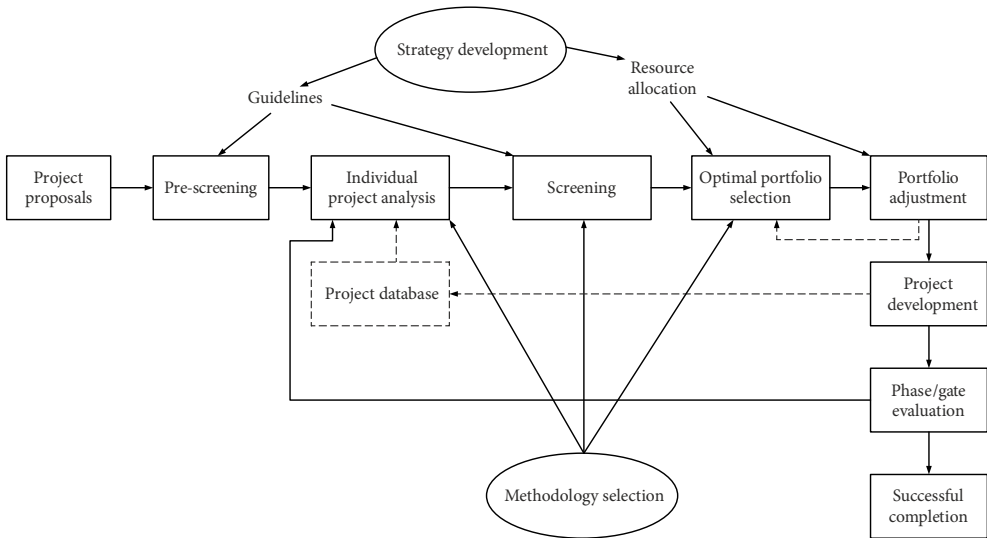 Strategy development
Resource
allocation
Guidelines
Project
proposals
Pre-screening
Individual
project analysis
Screening
Optimal portfolio
selection
Portfolio
adjustment
Project database
Project
development
Phase/gate
evaluation
Methodology selection
Successful
completion